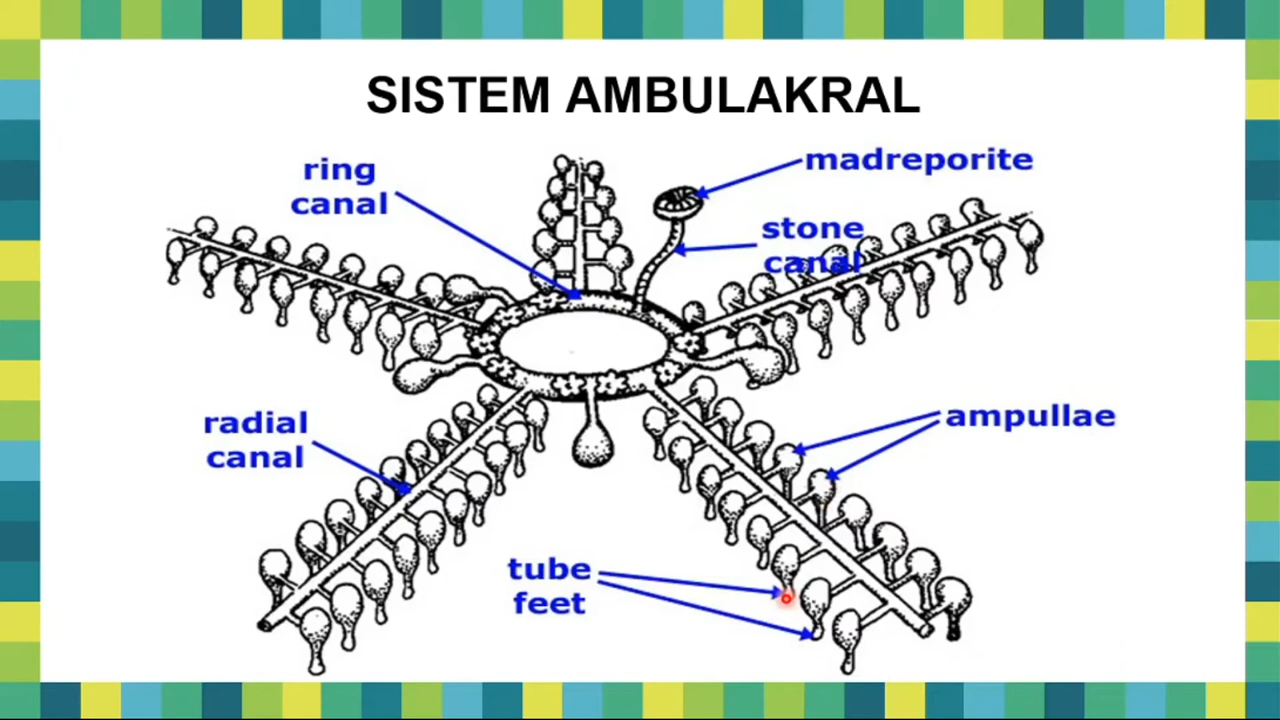 SISTEM AMBULAKRAL
ring
canal
madreporite
stone
canal
radial
canal
ampullae
tube
feet